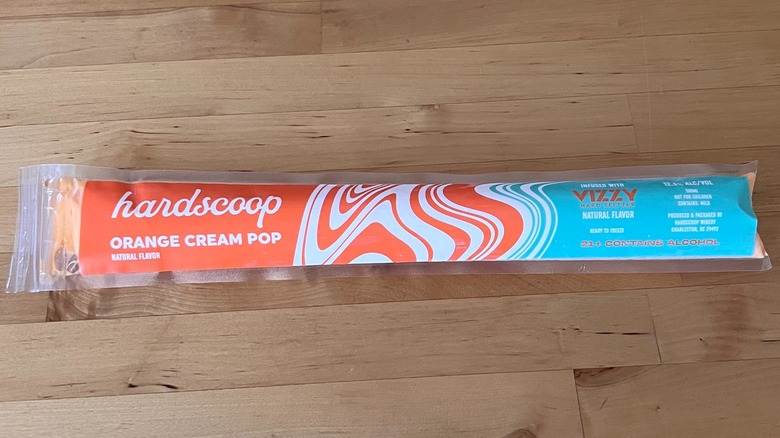 hardscoop
ORANGE CREAM POP
NATURAL FLAVOR
INFUSED WITH
VIZZY
NATURAL FLAVOR
READY TO FREEZE
21+ CONTAINS ALCOHOL
12.5% ALC/VOL
100ML
NOT FOR CHILDREN
CONTAINS: MILK
PRODUCED & PACKAGED BY
HARDSCOOP WINERY
CHARLESTON, SC 29492